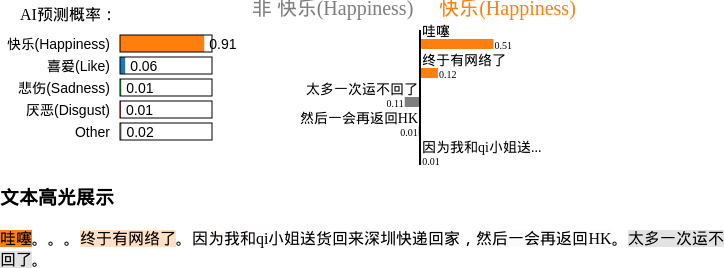 AI预测概率：
快乐(Happiness) 0.91
喜爱(Like) 0.06
悲伤(Sadness) 0.01
厌恶(Disgust) 0.01
Other 0.02
非 快乐(Happiness) 快乐(Happiness)
哇噻
0.51
终于有网络了
0.12
太多一次运不回了
0.11
然后一会再返回HK
0.01
因为我和qi小姐送...
0.01
文本高光展示
哇噻。。。终于有网络了。因为我和qi小姐送货回来深圳快递回家，然后一会再返回HK。太多一次运不
回了。